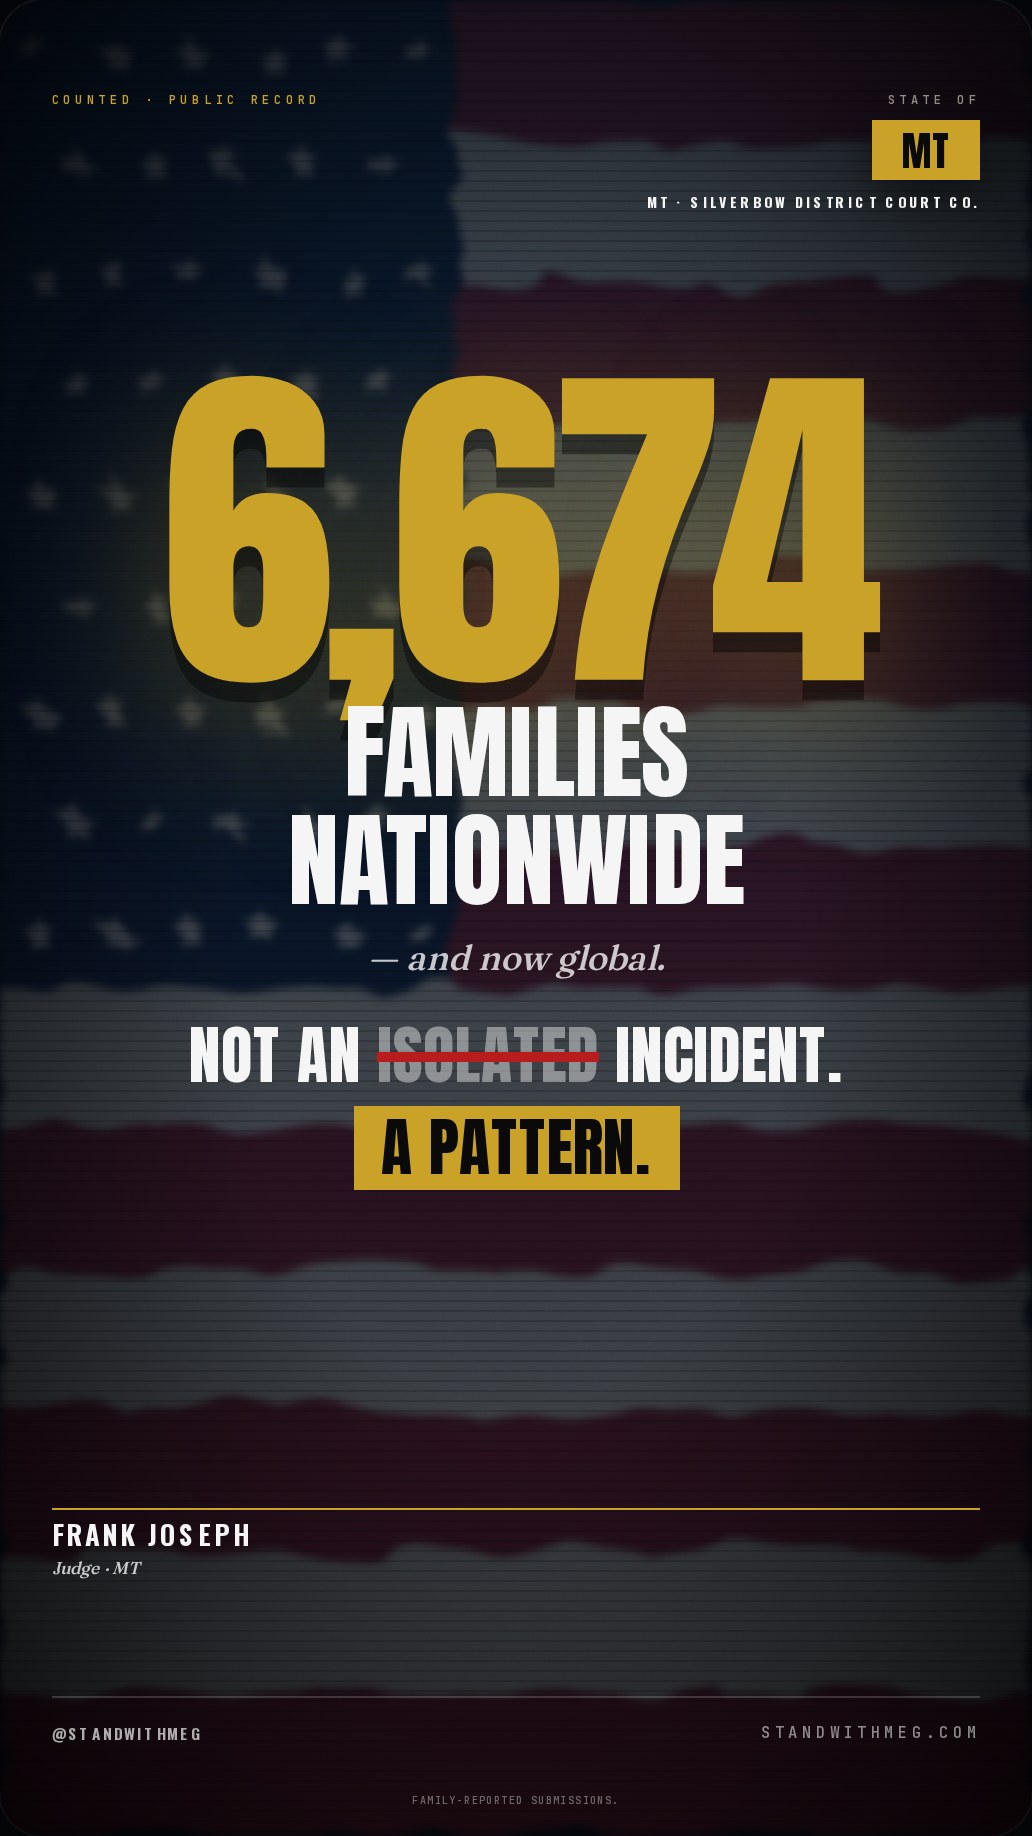 COUNTED · PUBLIC RECORD
STATE OF
MT
MT · SILVERBOW DISTRICT COURT CO.
6,674
FAMILIES
NATIONWIDE
— and now global.
NOT AN ISOLATED INCIDENT.
A PATTERN.
FRANK JOSEPH
Judge · MT
@STANDWITHMEG
STANDWITHMEG.COM
FAMILY-REPORTED SUBMISSIONS.